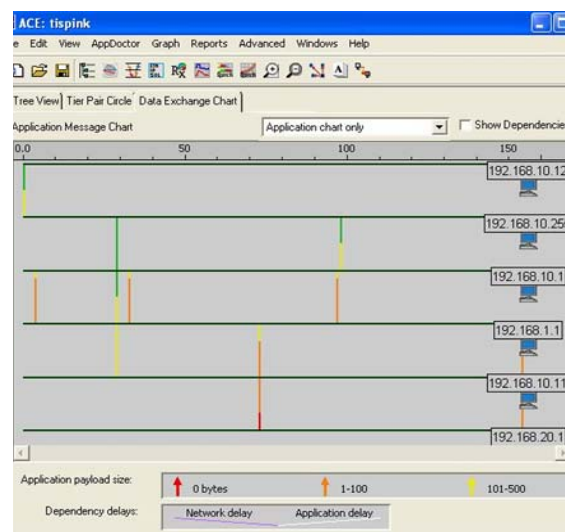 ACE: tispink
e Edit View AppDoctor Graph Reports Advanced Windows Help
Tree View Tier Pair Circle Data Exchange Chart
Application Message Chart Application chart only Show Dependencie
0.0 50 100 150
192.168.10.12
192.168.10.25
192.168.10.1
192.168.1.1
192.168.10.11
192.168.20.1
Application payload size: 0 bytes 1-100 101-500
Dependency delays: Network delay Application delay